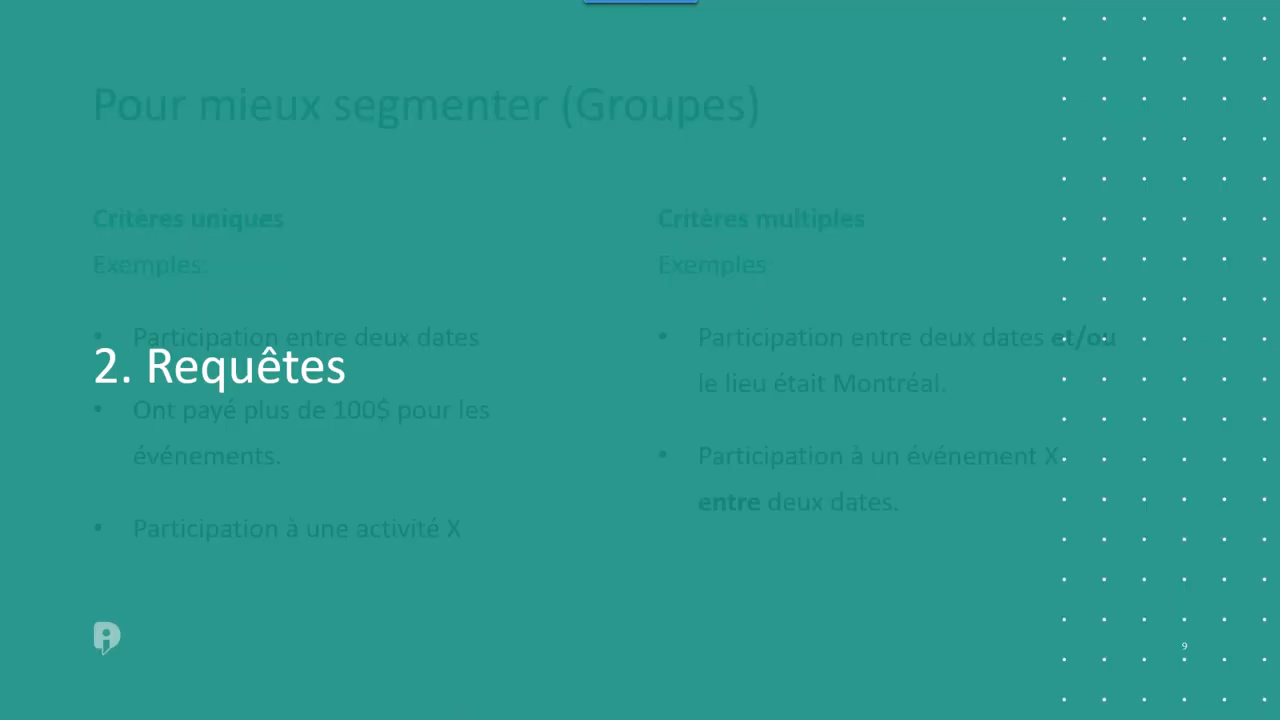 Pour mieux segmenter (Groupes)
Critères uniques
Exemples:
• Participation entre deux dates
2. Requêtes
• Ont payé plus de 100$ pour les
événements.
• Participation à une activité X
Critères multiples
Exemples
• Participation entre deux dates et/ou
le lieu était Montréal.
• Participation à un événement X
entre deux dates.
9